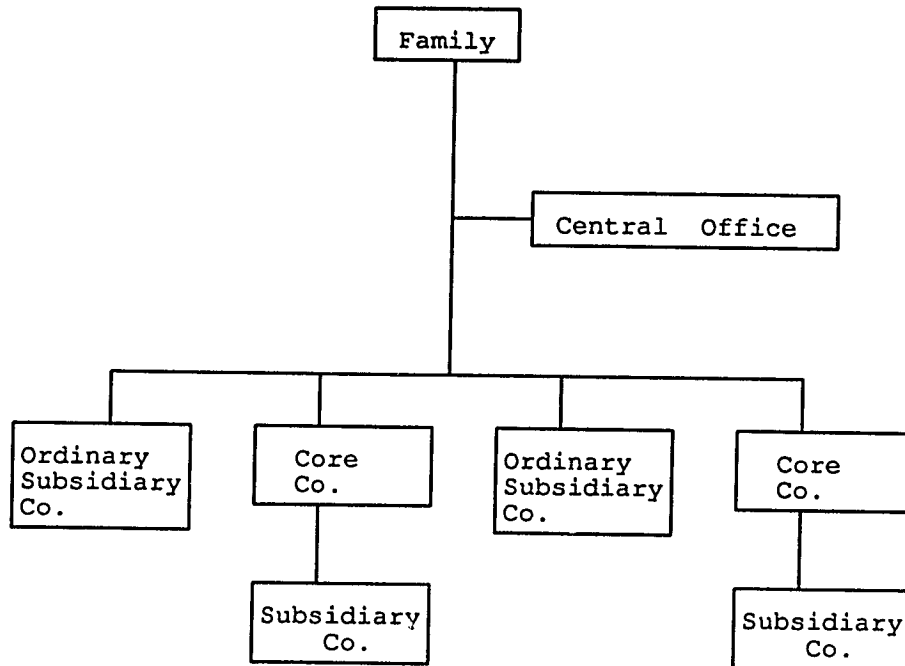 Family
Central Office
Ordinary
Subsidiary
Co.
Core
Co.
Ordinary
Subsidiary
Co.
Core
Co.
Subsidiary
Co.
Subsidiary
Co.